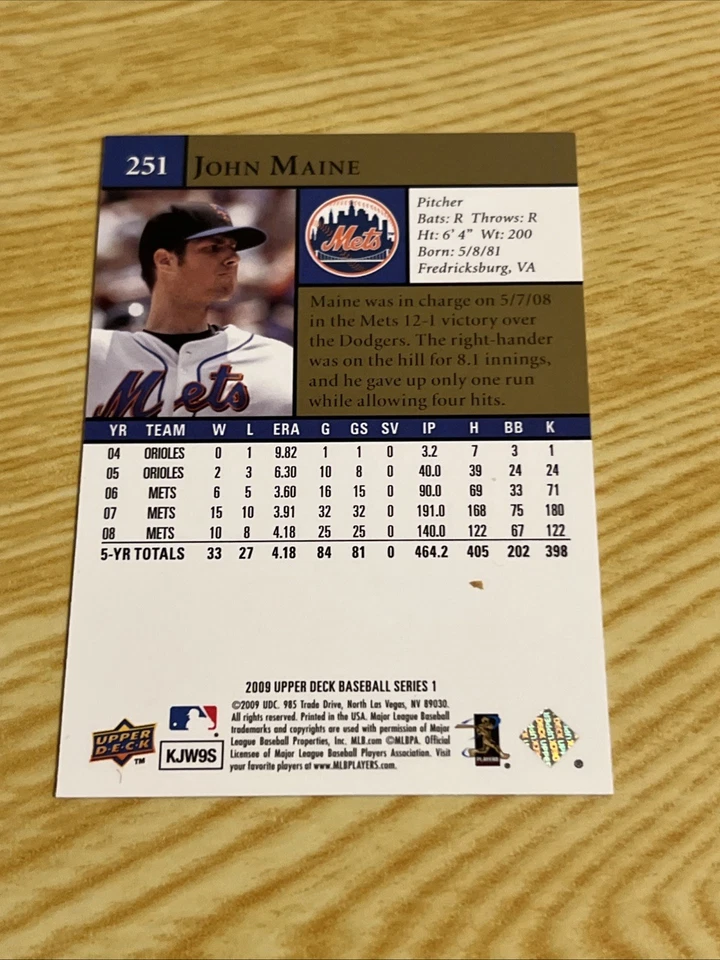 251 JOHN MAINE
Mets
Pitcher
Bats: R Throws: R
Ht: 6' 4" Wt: 200
Born: 5/8/81
Fredricksburg, VA
Maine was in charge on 5/7/08
in the Mets 12-1 victory over
the Dodgers. The right-hander
was on the hill for 8.1 innings,
and he gave up only one run
while allowing four hits.
Mets
YR TEAM W L ERA G GS SV IP H BB K
04 ORIOLES 0 1 9.82 1 1 0 3.2 7 3 1
05 ORIOLES 2 3 6.30 10 8 0 40.0 39 24 24
06 METS 6 5 3.60 16 15 0 90.0 69 33 71
07 METS 15 10 3.91 32 32 0 191.0 168 75 180
08 METS 10 8 4.18 25 25 0 140.0 122 67 122
5-YR TOTALS 33 27 4.18 84 81 0 464.2 405 202 398
2009 UPPER DECK BASEBALL SERIES 1
©2009 UDC. 985 Trade Drive, North Las Vegas, NV 89030.
All rights reserved. Printed in the USA. Major League Baseball
trademarks and copyrights are used with permission of Major
League Baseball Properties, Inc. MLB.com ©MLBPA. Official
Licensee of Major League Baseball Players Association. Visit
your favorite players at www.MLBPLAYERS.com.
UPPER
DECK
TM
KJW9S
PLAYERS
®